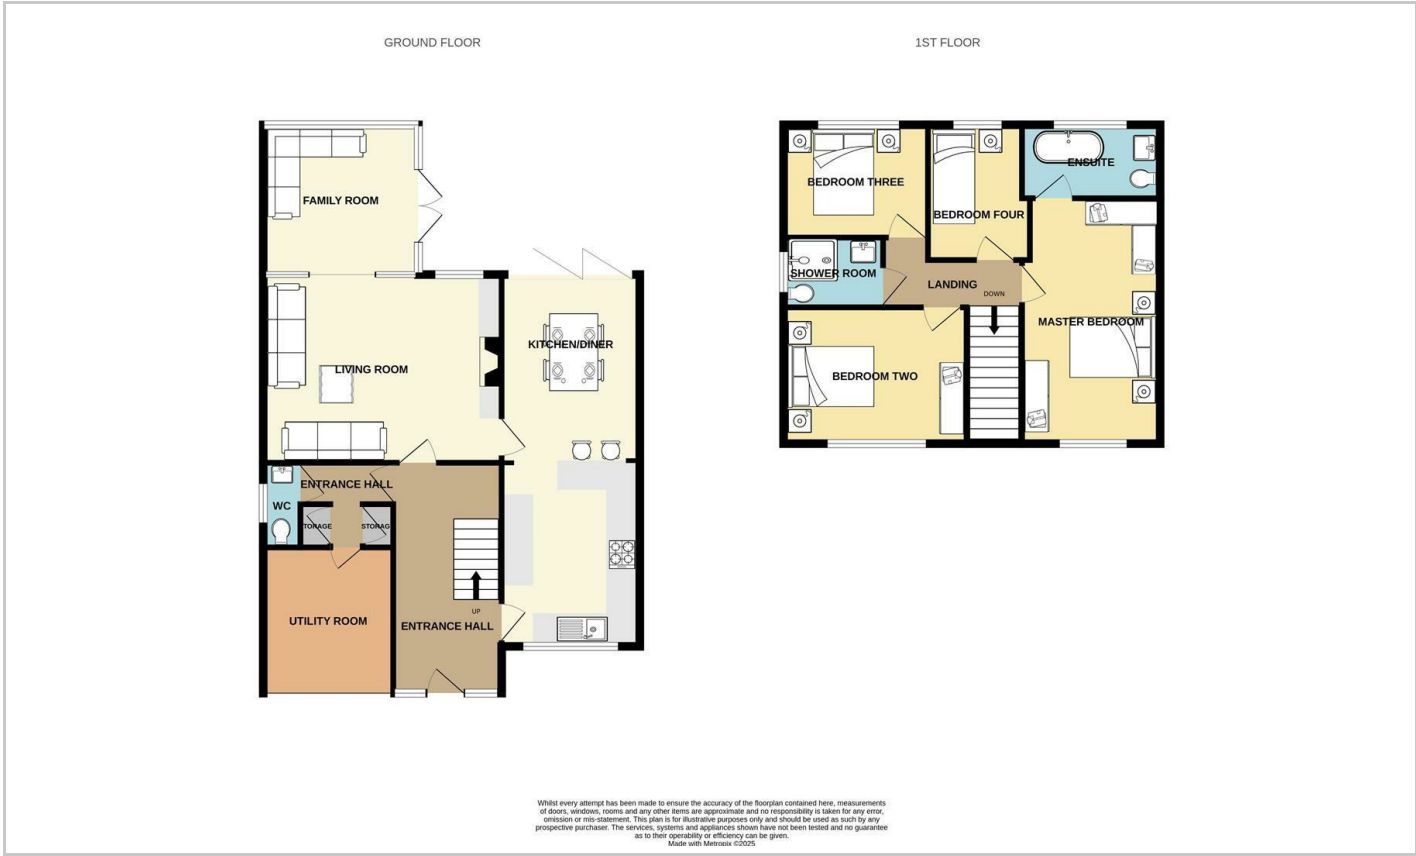 GROUND FLOOR
1ST FLOOR
FAMILY ROOM
LIVING ROOM
KITCHEN/DINER
ENTRANCE HALL
WC
TORAGE
STORAG
UTILITY ROOM
UP
ENTRANCE HALL
BEDROOM THREE
BEDROOM FOUR
ENSUITE
SHOWER ROOM
LANDING
DOWN
MASTER BEDROOM
BEDROOM TWO
Whilst every attempt has been made to ensure the accuracy of the floorplan contained here, measurements
of doors, windows, rooms and any other items are approximate and no responsibility is taken for any error,
omission or mis-statement. This plan is for illustrative purposes only and should be used as such by any
prospective purchaser. The services, systems and appliances shown have not been tested and no guarantee
as to their operability or efficiency can be given.
Made with Metropix ©2025